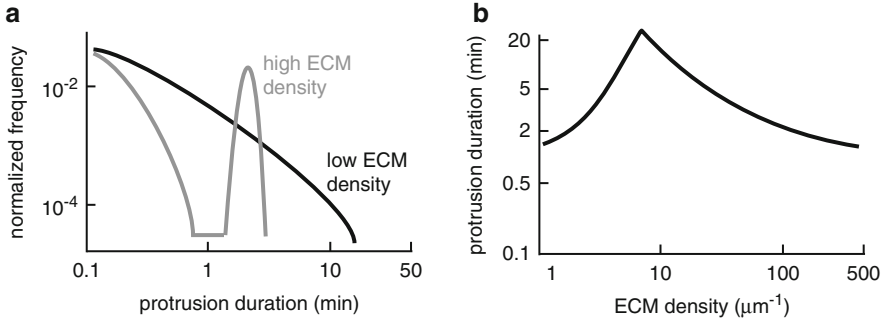 a
normalized frequency
10-2
10-4
high ECM
density
low ECM
density
0.1
1
10
50
protrusion duration (min)
b
protrusion duration (min)
20
5
2
0.5
0.1
1
10
100
500
ECM density (μm-1)